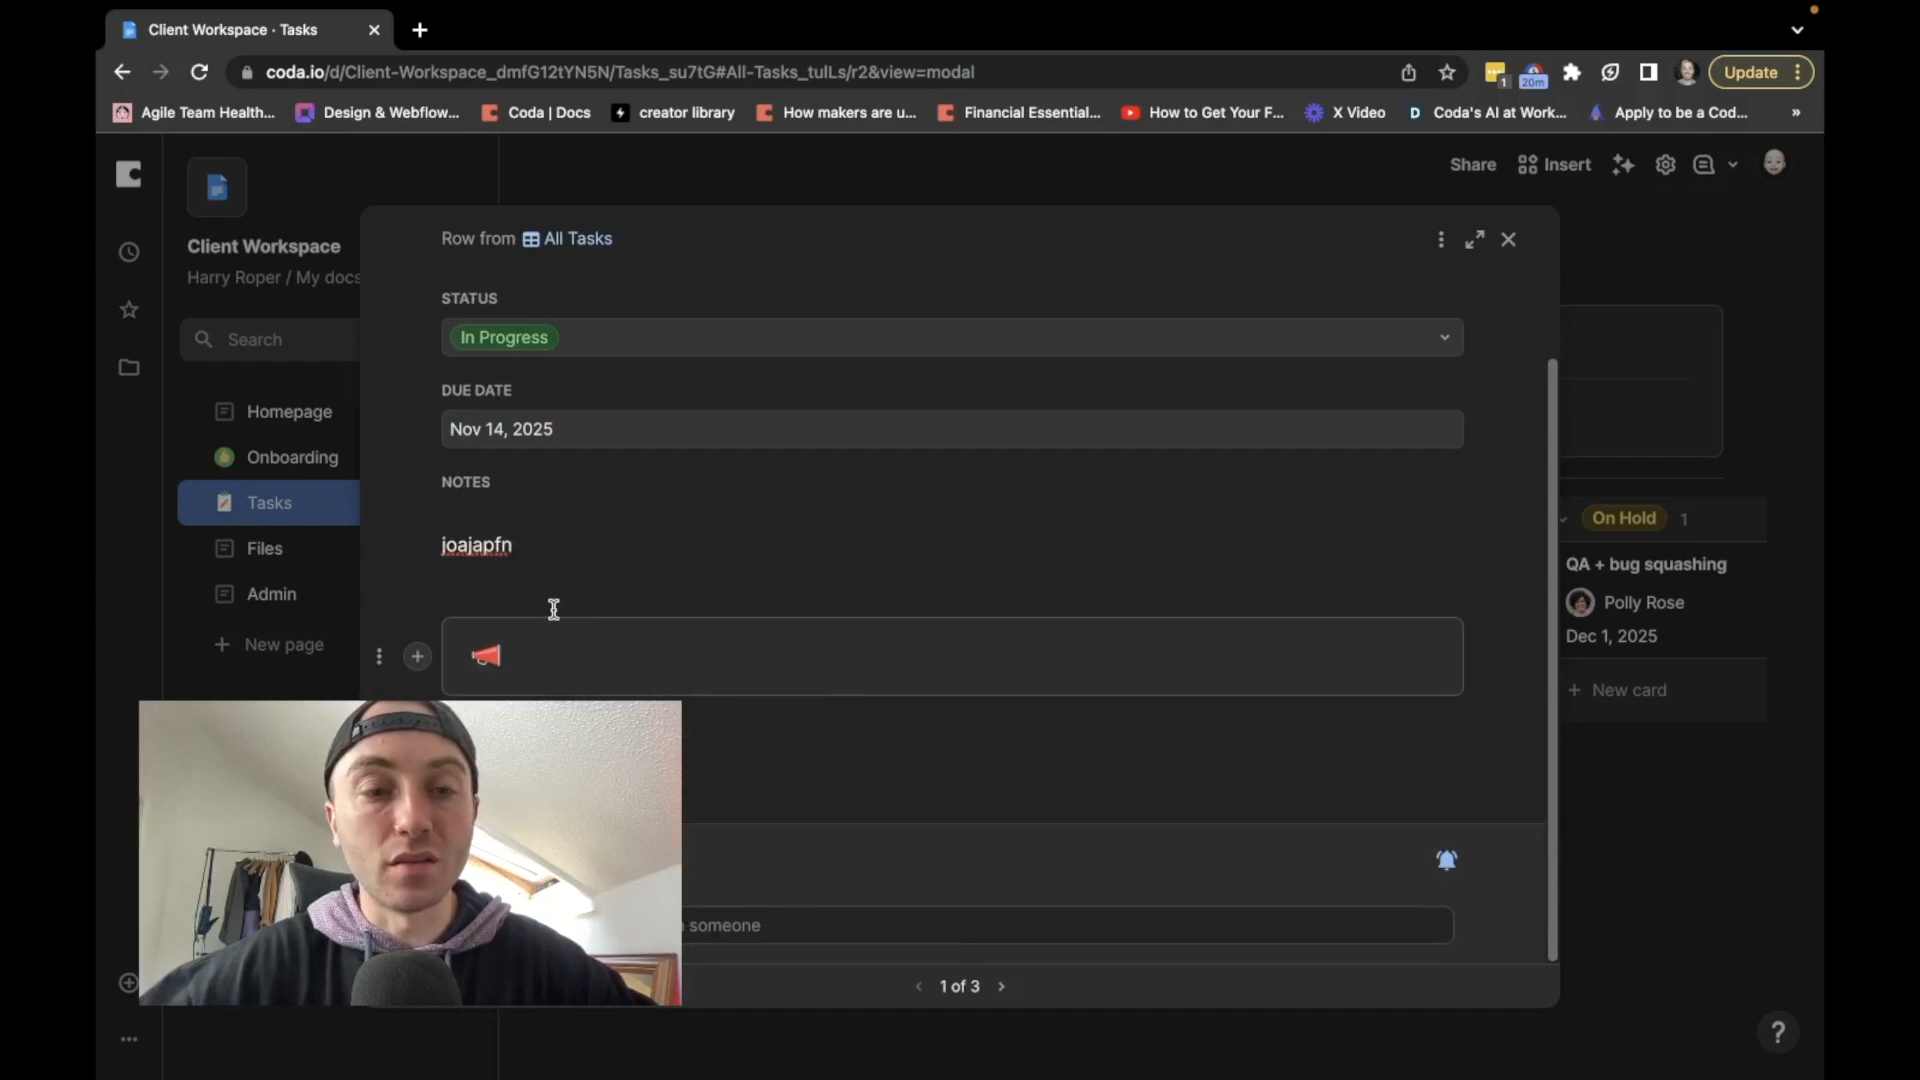 Client Workspace · Tasks
coda.io/d/Client-Workspace_dmfG12tYN5N/Tasks_su7tG#All-Tasks_tulLs/r2&view=modal
1
20m
Update
Agile Team Health...
Design & Webflow...
Coda | Docs
creator library
How makers are u...
Financial Essential...
How to Get Your F...
X Video
Coda's AI at Work...
Apply to be a Cod...
»
Share
Insert
Client Workspace
Harry Roper / My docs
Search
Homepage
Onboarding
Tasks
Files
Admin
New page
Row from All Tasks
STATUS
In Progress
DUE DATE
Nov 14, 2025
NOTES
joajapfn
someone
1 of 3
On Hold 1
QA + bug squashing
Polly Rose
Dec 1, 2025
New card
?